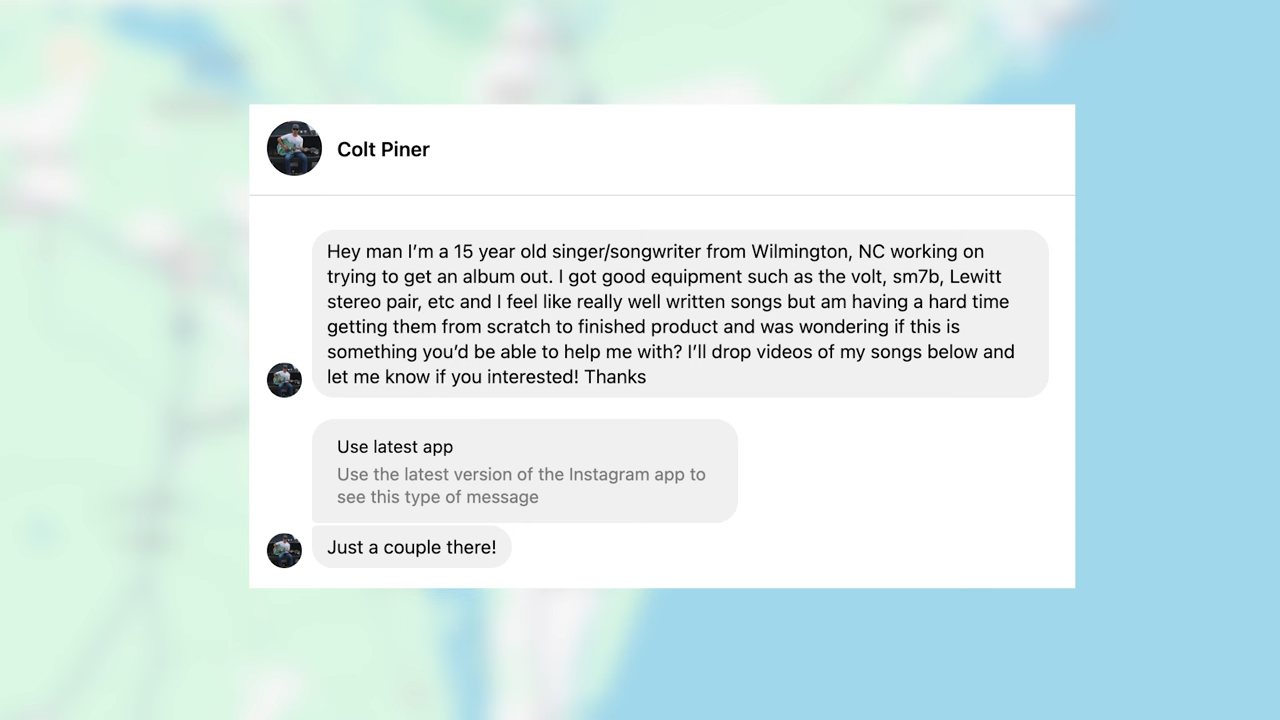 Colt Piner
Hey man I’m a 15 year old singer/songwriter from Wilmington, NC working on
trying to get an album out. I got good equipment such as the volt, sm7b, Lewitt
stereo pair, etc and I feel like really well written songs but am having a hard time
getting them from scratch to finished product and was wondering if this is
something you’d be able to help me with? I’ll drop videos of my songs below and
let me know if you interested! Thanks
Use latest app
Use the latest version of the Instagram app to
see this type of message
Just a couple there!